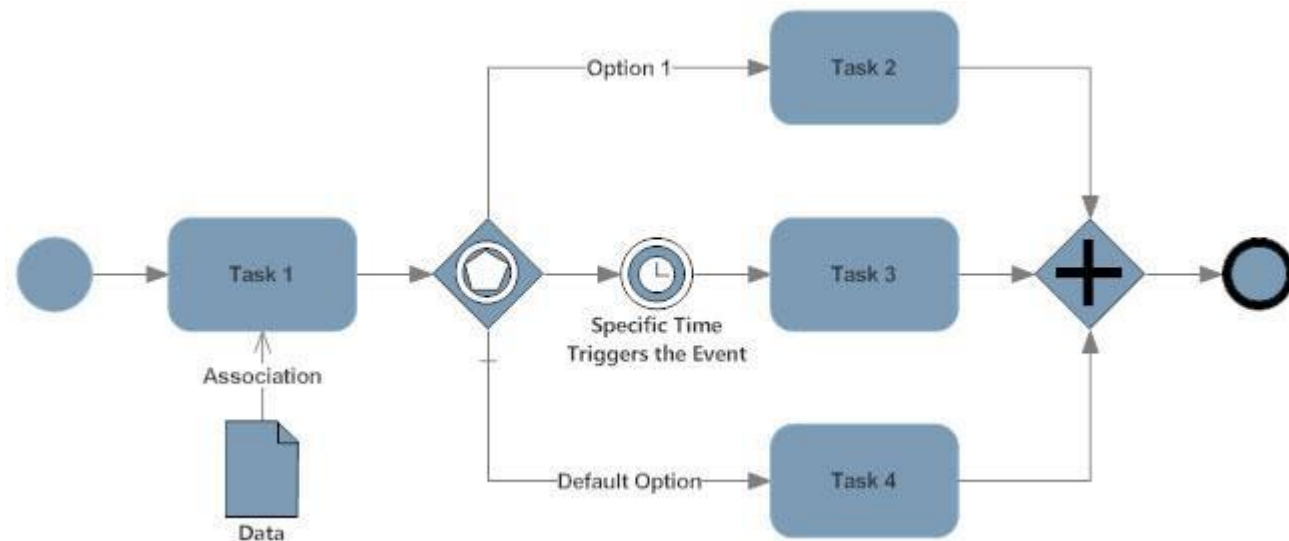 Option 1
Task 2
Task 1
Task 3
Specific Time
Triggers the Event
Association
Default Option
Task 4
Data